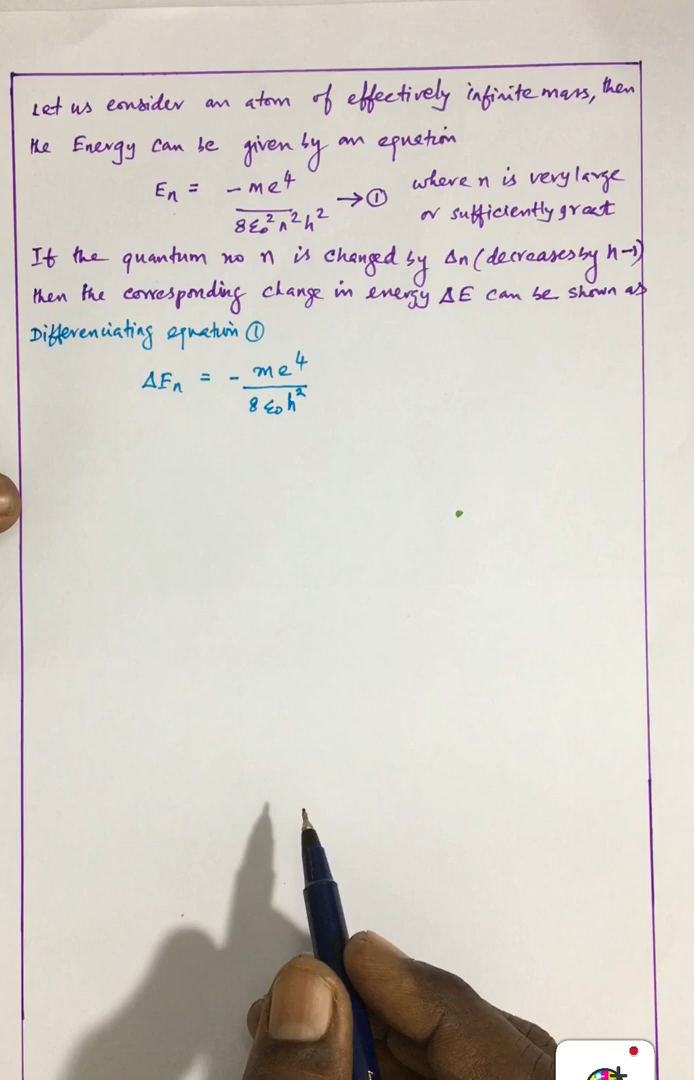 Let us consider an atom of effectively infinite mass, then
the Energy can be given by an equation
Eₙ = -me⁴ / 8ε₀²n²h² → ① where n is very large
or sufficiently great
If the quantum no n is changed by Δn (decreases by n-1)
then the corresponding change in energy ΔE can be shown as
Differenciating equation ①
ΔEₙ = - me⁴ / 8ε₀h²